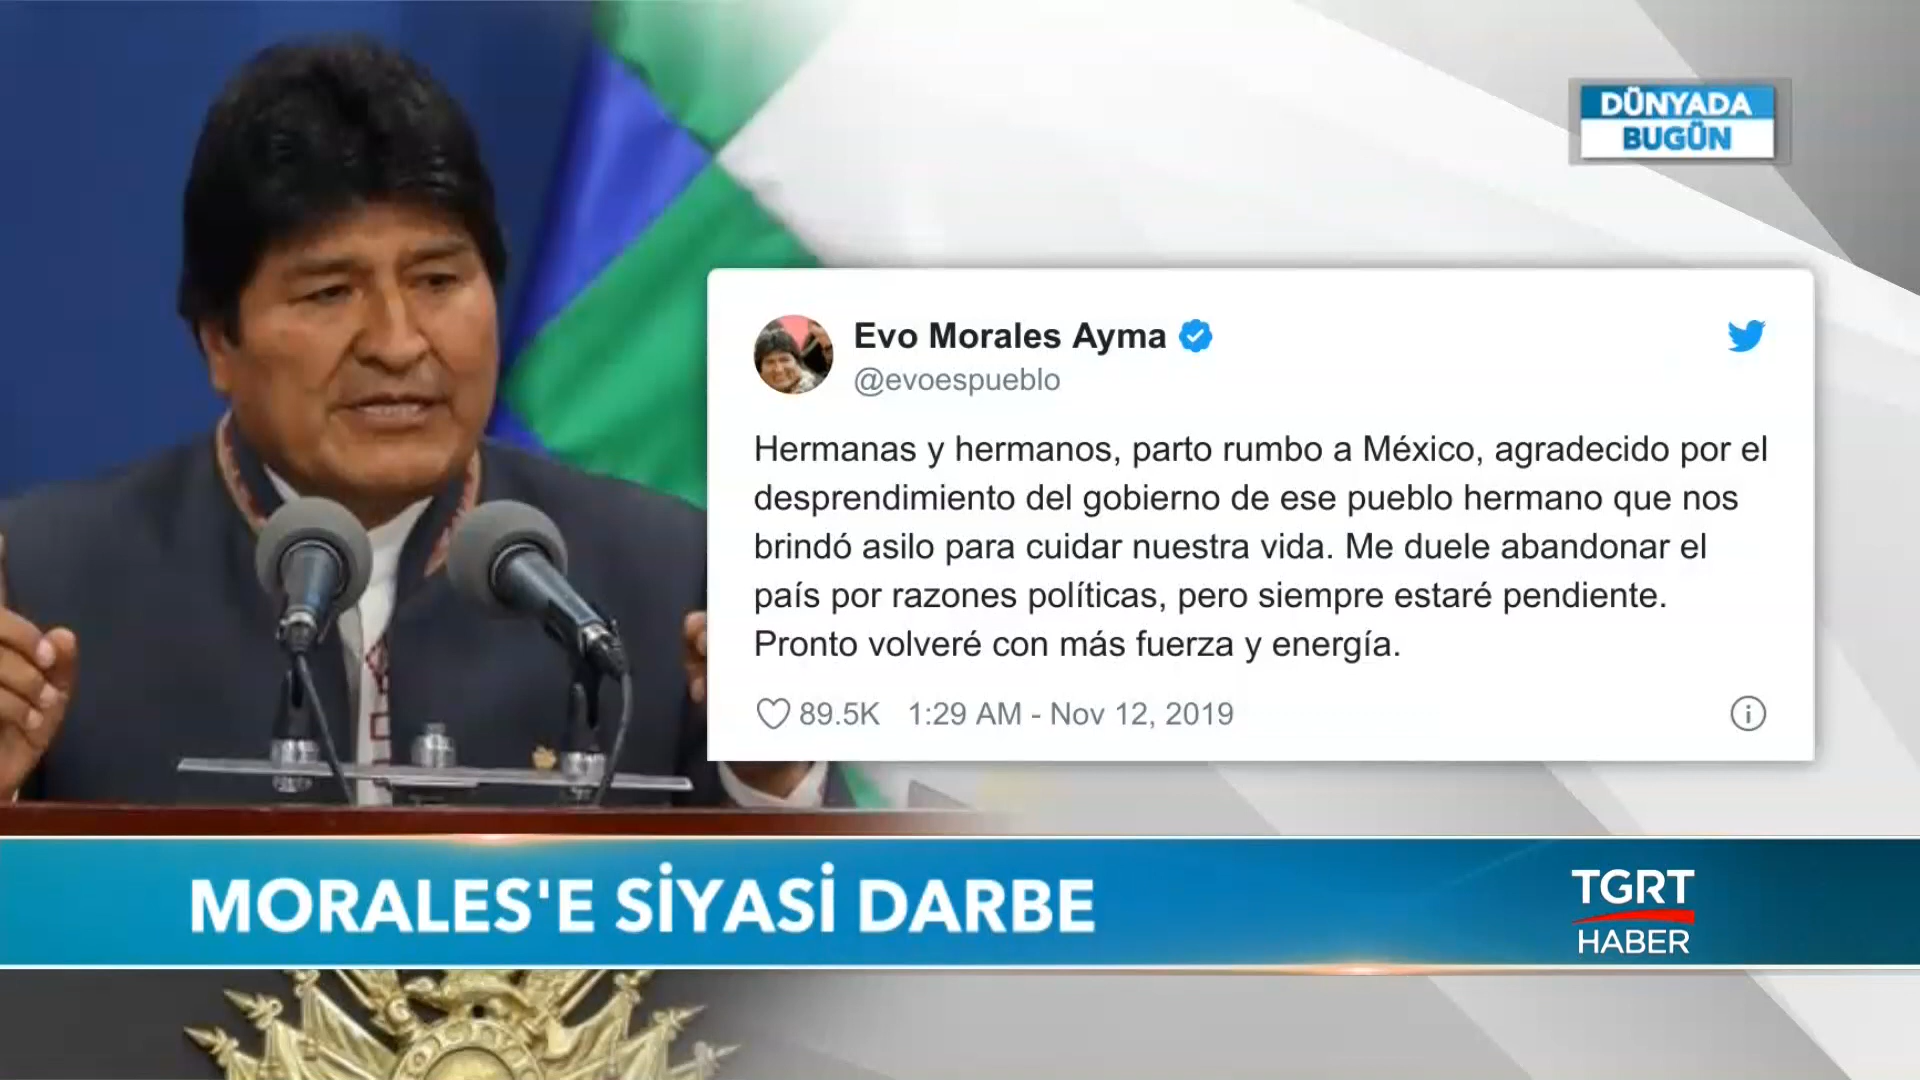 DÜNYADA
BUGÜN
Evo Morales Ayma
@evoespueblo
Hermanas y hermanos, parto rumbo a México, agradecido por el
desprendimiento del gobierno de ese pueblo hermano que nos
brindó asilo para cuidar nuestra vida. Me duele abandonar el
país por razones políticas, pero siempre estaré pendiente.
Pronto volveré con más fuerza y energía.
89.5K 1:29 AM - Nov 12, 2019
MORALES'E SİYASİ DARBE
TGRT
HABER